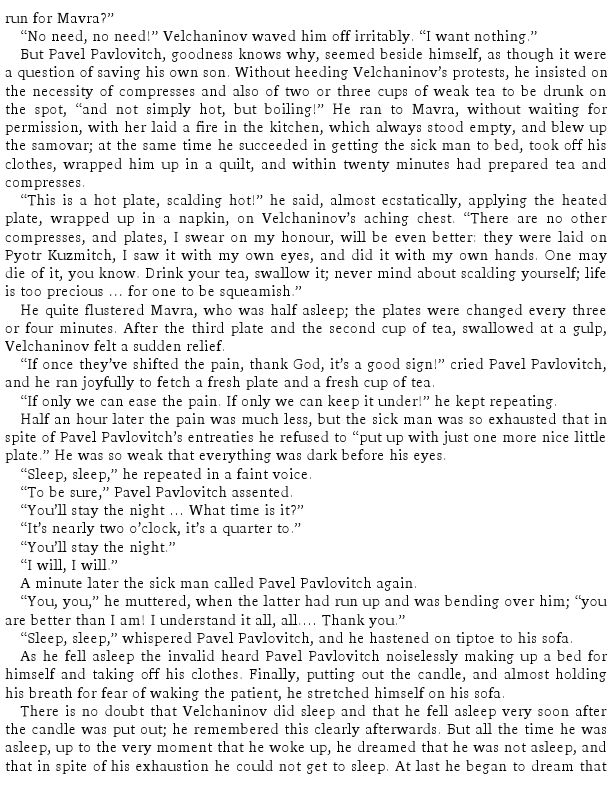 run for Mavra?”
“No need, no need!” Velchaninov waved him off irritably. “I want nothing.”
But Pavel Pavlovitch, goodness knows why, seemed beside himself, as though it were
a question of saving his own son. Without heeding Velchaninov’s protests, he insisted on
the necessity of compresses and also of two or three cups of weak tea to be drunk on
the spot, “and not simply hot, but boiling!” He ran to Mavra, without waiting for
permission, with her laid a fire in the kitchen, which always stood empty, and blew up
the samovar; at the same time he succeeded in getting the sick man to bed, took off his
clothes, wrapped him up in a quilt, and within twenty minutes had prepared tea and
compresses.
“This is a hot plate, scalding hot!” he said, almost ecstatically, applying the heated
plate, wrapped up in a napkin, on Velchaninov’s aching chest. “There are no other
compresses, and plates, I swear on my honour, will be even better: they were laid on
Pyotr Kuzmitch, I saw it with my own eyes, and did it with my own hands. One may
die of it, you know. Drink your tea, swallow it; never mind about scalding yourself; life
is too precious … for one to be squeamish.”
He quite flustered Mavra, who was half asleep; the plates were changed every three
or four minutes. After the third plate and the second cup of tea, swallowed at a gulp,
Velchaninov felt a sudden relief.
“If once they’ve shifted the pain, thank God, it’s a good sign!” cried Pavel Pavlovitch,
and he ran joyfully to fetch a fresh plate and a fresh cup of tea.
“If only we can ease the pain. If only we can keep it under!” he kept repeating.
Half an hour later the pain was much less, but the sick man was so exhausted that in
spite of Pavel Pavlovitch’s entreaties he refused to “put up with just one more nice little
plate.” He was so weak that everything was dark before his eyes.
“Sleep, sleep,” he repeated in a faint voice.
“To be sure,” Pavel Pavlovitch assented.
“You’ll stay the night … What time is it?”
“It’s nearly two o’clock, it’s a quarter to.”
“You’ll stay the night.”
“I will, I will.”
A minute later the sick man called Pavel Pavlovitch again.
“You, you,” he muttered, when the latter had run up and was bending over him; “you
are better than I am! I understand it all, all.... Thank you.”
“Sleep, sleep,” whispered Pavel Pavlovitch, and he hastened on tiptoe to his sofa.
As he fell asleep the invalid heard Pavel Pavlovitch noiselessly making up a bed for
himself and taking off his clothes. Finally, putting out the candle, and almost holding
his breath for fear of waking the patient, he stretched himself on his sofa.
There is no doubt that Velchaninov did sleep and that he fell asleep very soon after
the candle was put out; he remembered this clearly afterwards. But all the time he was
asleep, up to the very moment that he woke up, he dreamed that he was not asleep, and
that in spite of his exhaustion he could not get to sleep. At last he began to dream that